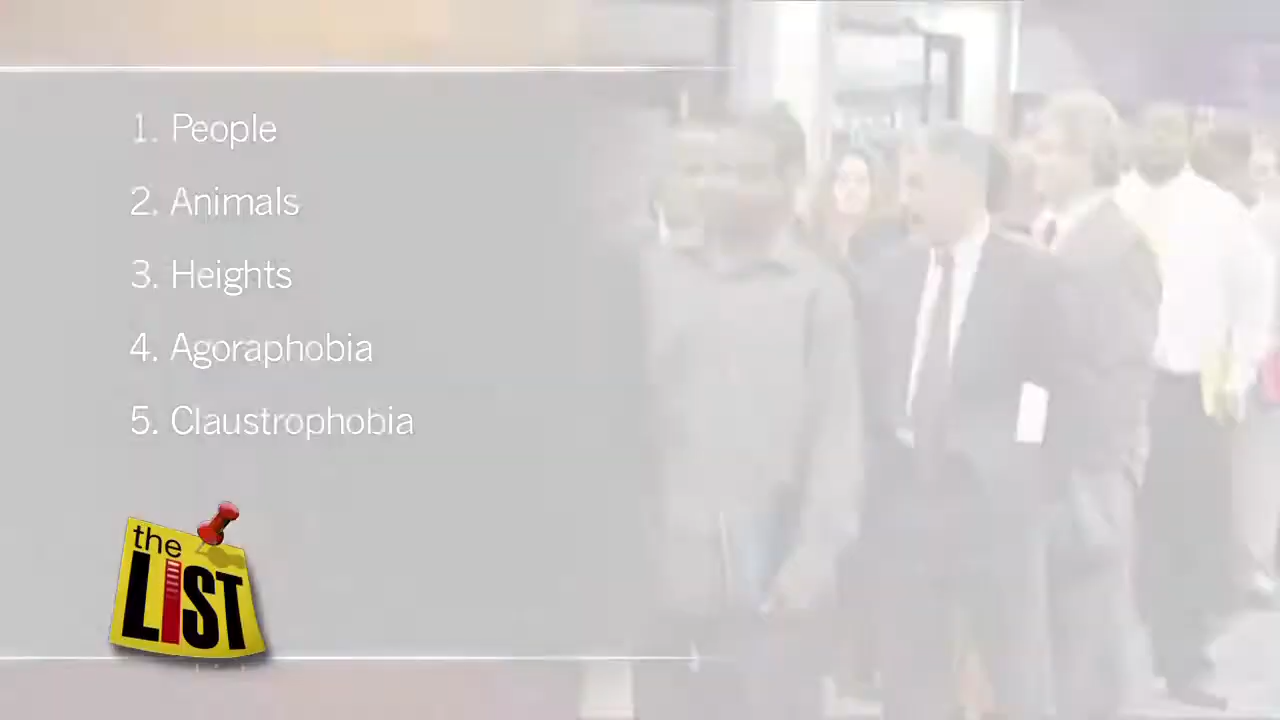 1. People
2. Animals
3. Heights
4. Agoraphobia
5. Claustrophobia
the
LIST